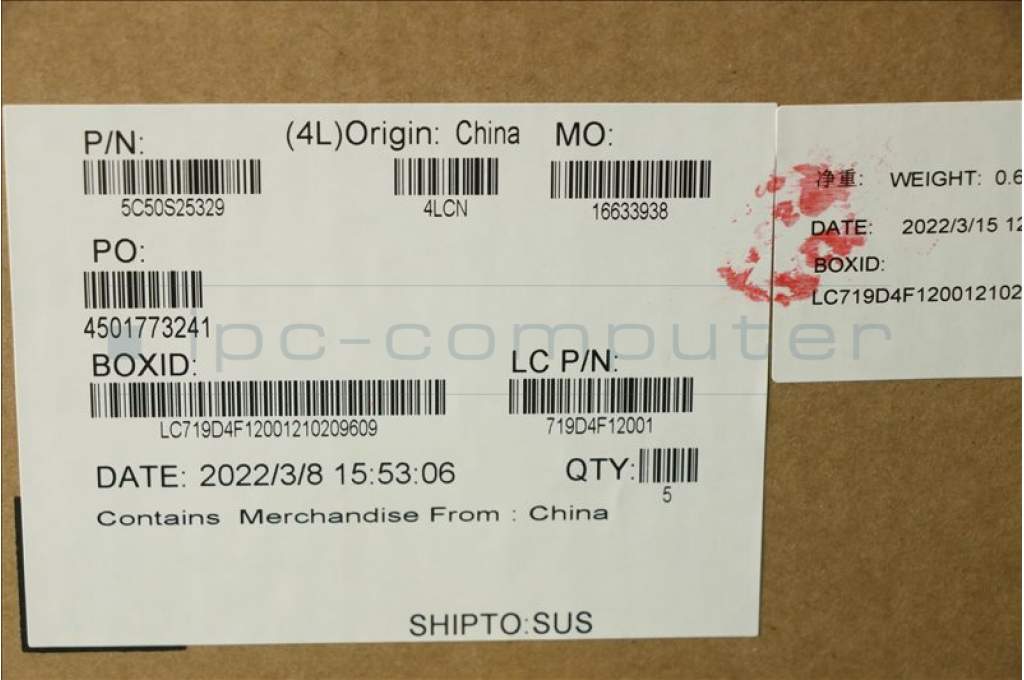 P/N: (4L)Origin: China MO:
5C50S25329 4LCN 16633938
PO:
4501773241
BOXID: LC P/N:
LC719D4F12001210209609 719D4F12001
DATE: 2022/3/8 15:53:06 QTY:
5
Contains Merchandise From : China
SHIPTO:SUS
净重: WEIGHT: 0.6
DATE: 2022/3/15 12
BOXID:
LC719D4F120012102
ipc-computer